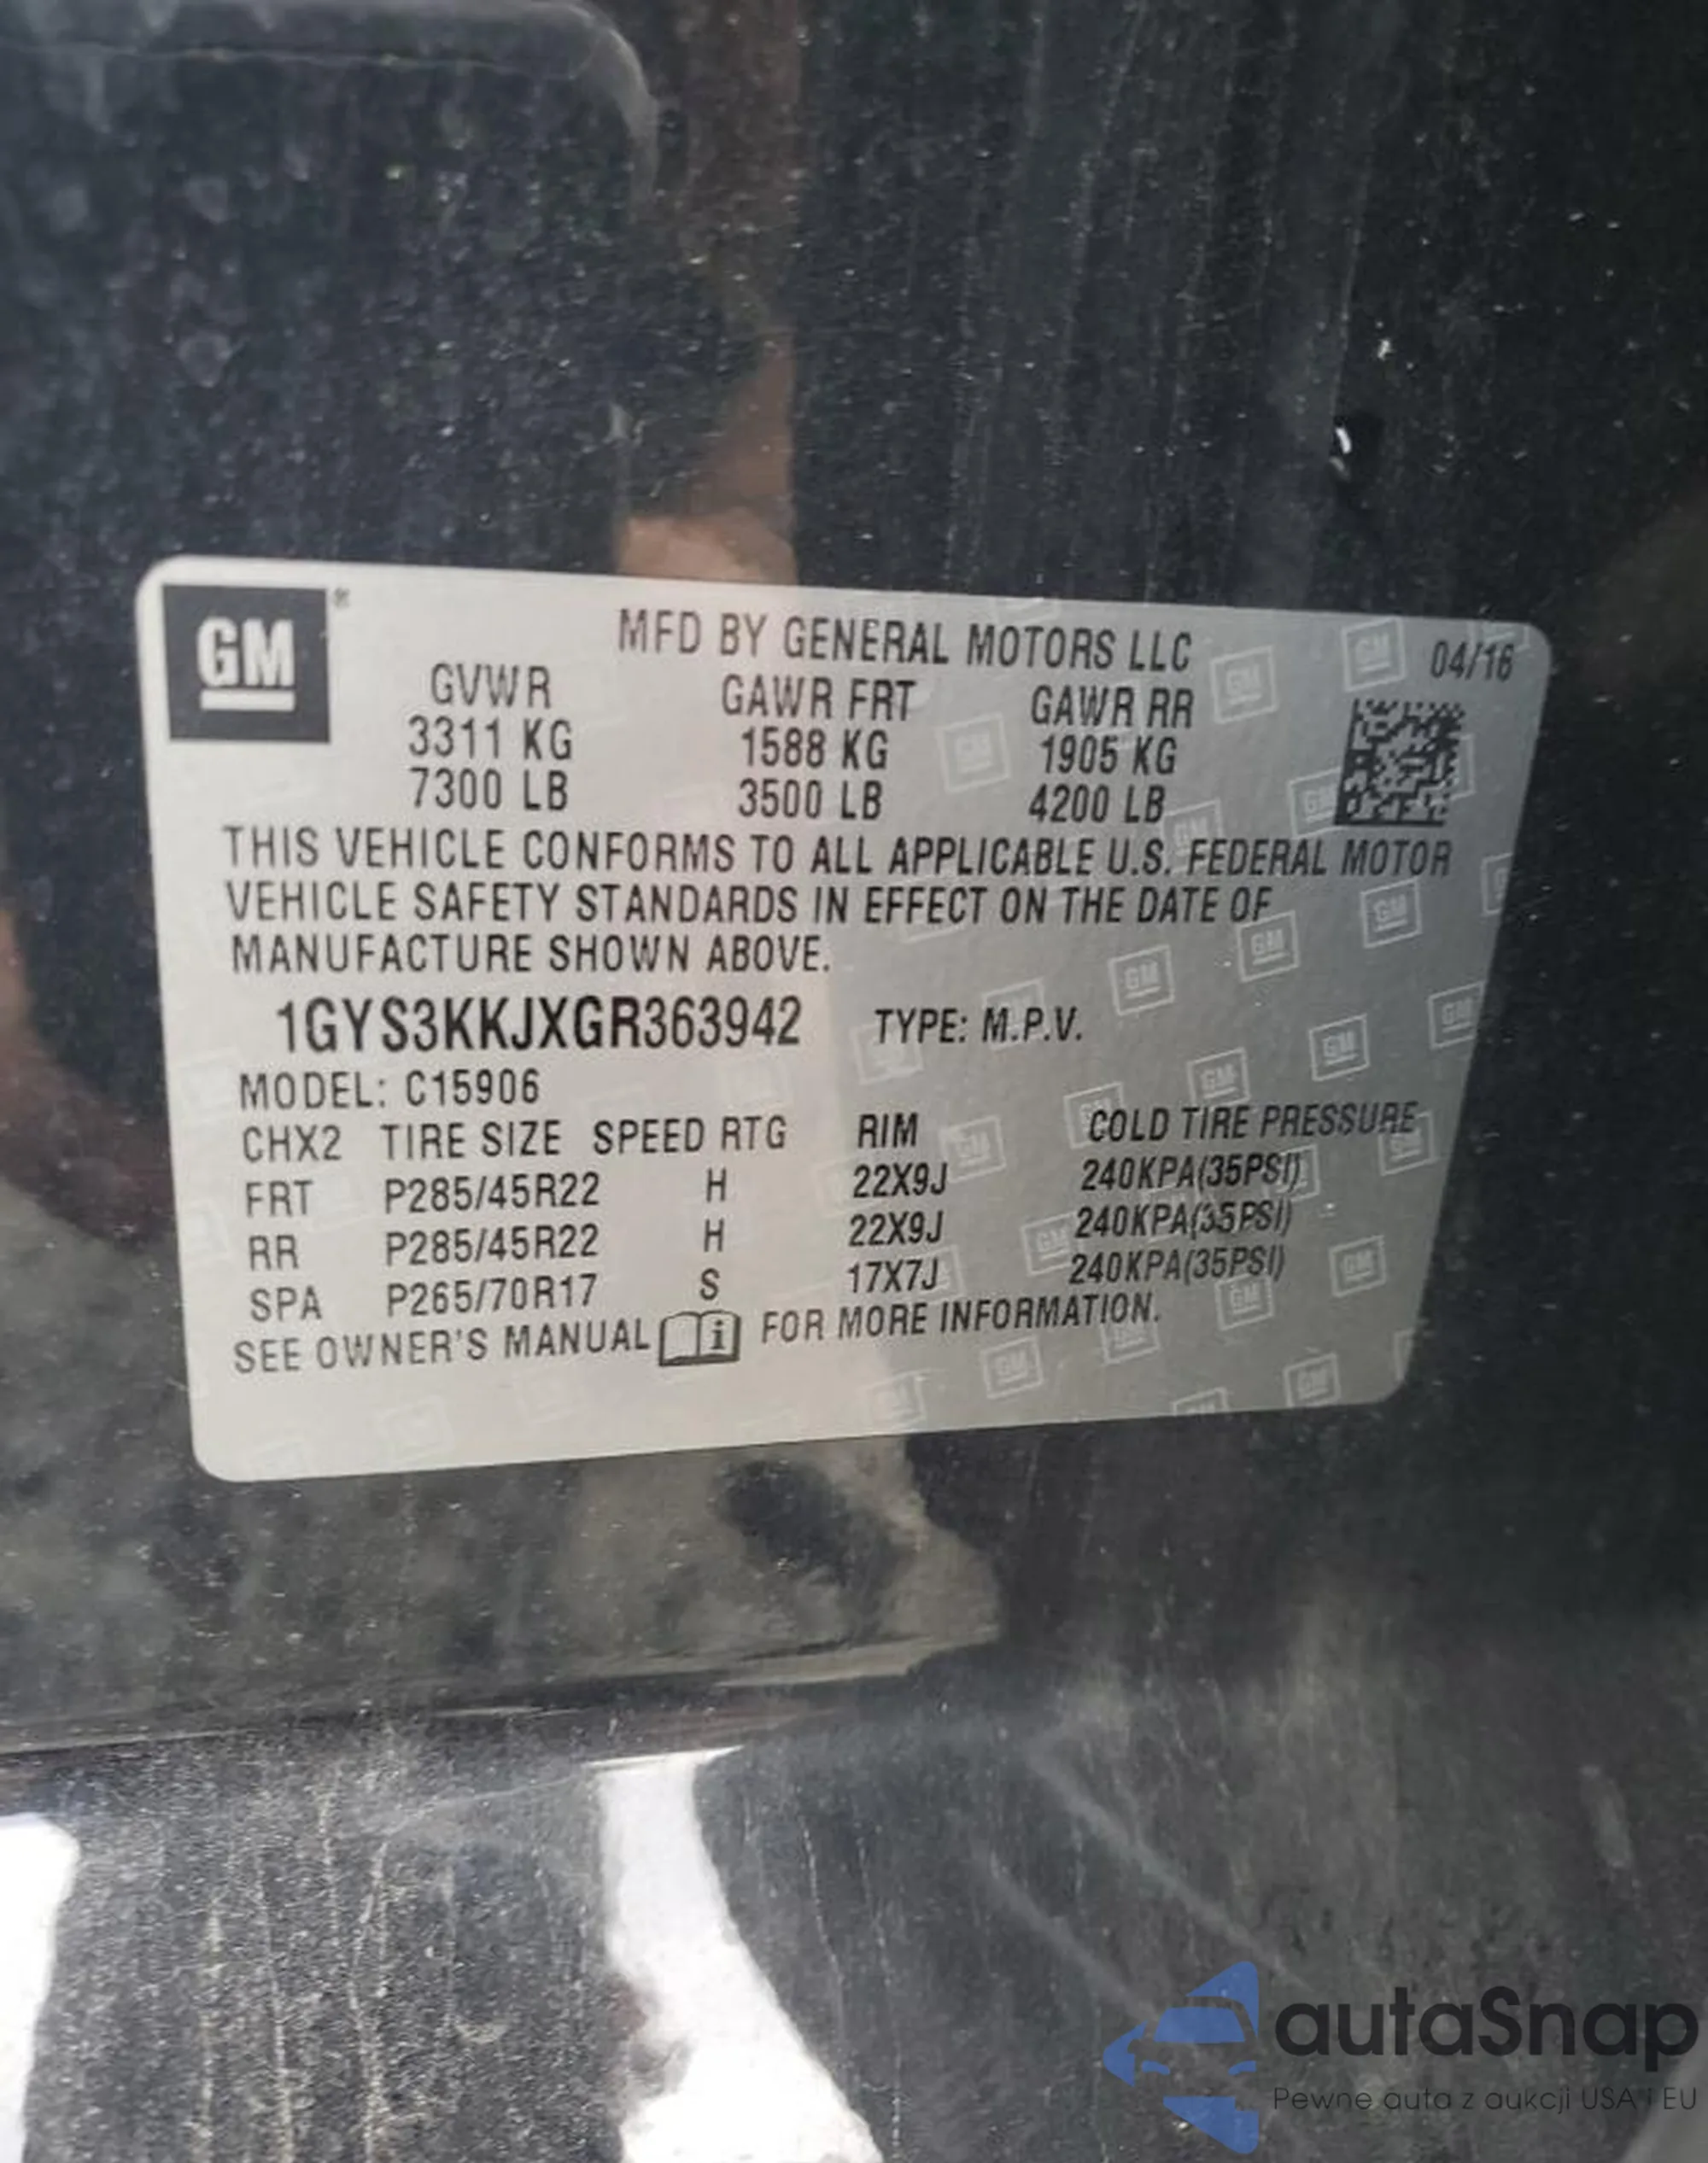 GM ®
MFD BY GENERAL MOTORS LLC 04/16
GVWR GAWR FRT GAWR RR
3311 KG 1588 KG 1905 KG
7300 LB 3500 LB 4200 LB
THIS VEHICLE CONFORMS TO ALL APPLICABLE U.S. FEDERAL MOTOR
VEHICLE SAFETY STANDARDS IN EFFECT ON THE DATE OF
MANUFACTURE SHOWN ABOVE.
1GYS3KKJXGR363942 TYPE: M.P.V.
MODEL: C15906
CHX2 TIRE SIZE SPEED RTG RIM COLD TIRE PRESSURE
FRT P285/45R22 H 22X9J 240KPA(35PSI)
RR P285/45R22 H 22X9J 240KPA(35PSI)
SPA P265/70R17 S 17X7J 240KPA(35PSI)
SEE OWNER'S MANUAL i FOR MORE INFORMATION.
autaSnap
Pewne auta z aukcji USA i EU